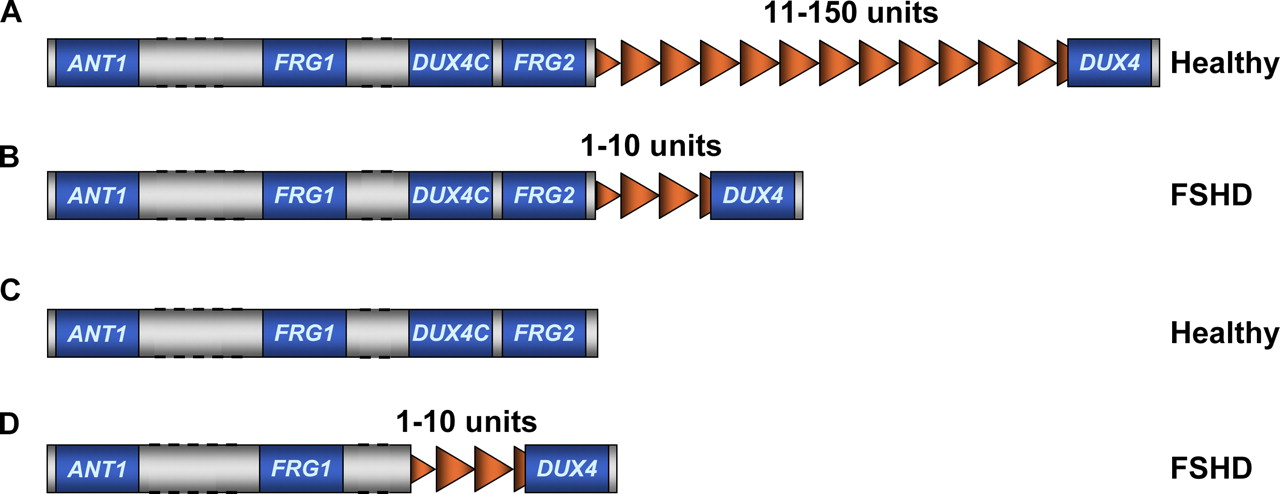 A 11-150 units
ANT1 FRG1 DUX4C FRG2 DUX4 Healthy
B 1-10 units
ANT1 FRG1 DUX4C FRG2 DUX4 FSHD
C
ANT1 FRG1 DUX4C FRG2 Healthy
D 1-10 units
ANT1 FRG1 DUX4 FSHD